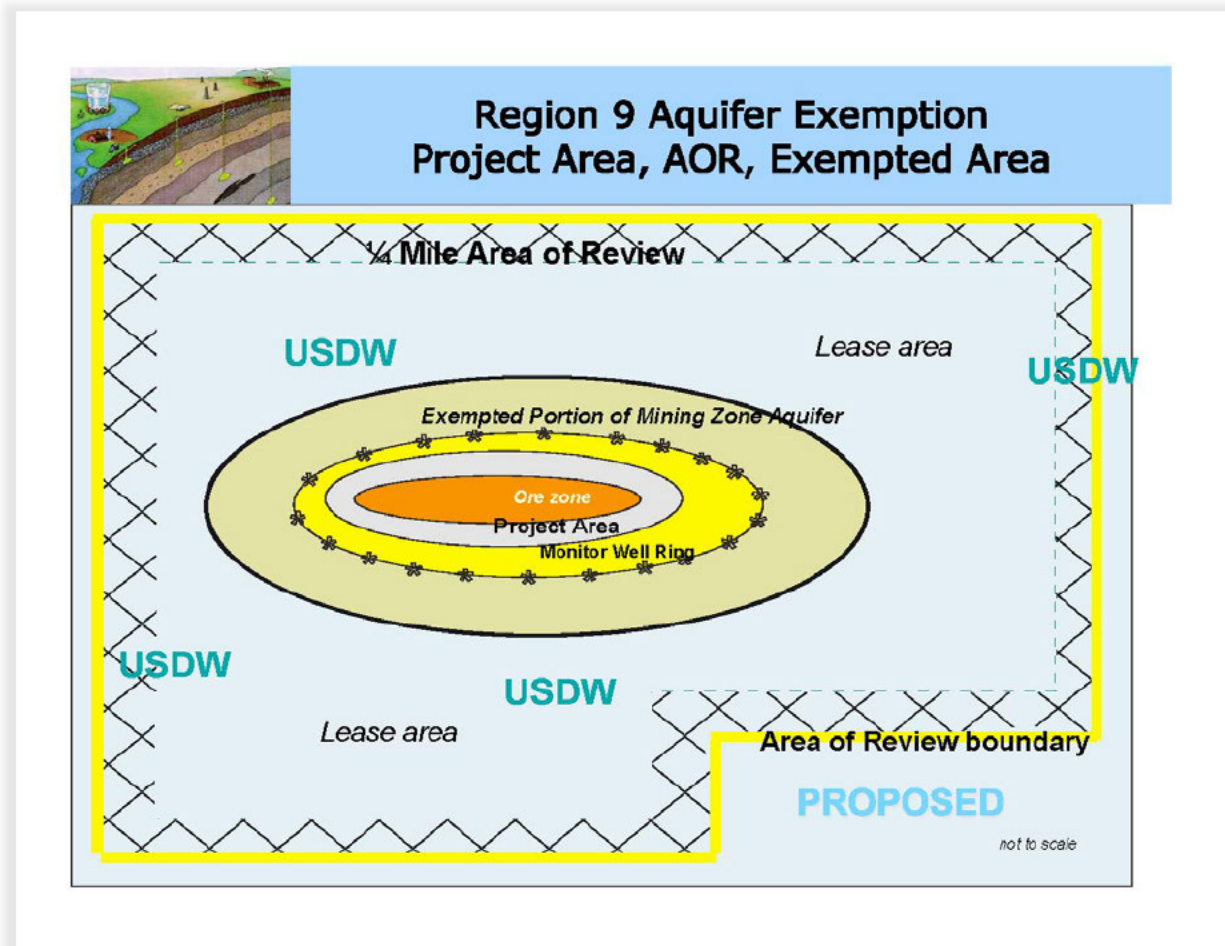 Region 9 Aquifer Exemption
Project Area, AOR, Exempted Area
¼ Mile Area of Review
USDW
Lease area
USDW
Exempted Portion of Mining Zone Aquifer
Ore zone
Project Area
Monitor Well Ring
USDW
USDW
Lease area
Area of Review boundary
PROPOSED
not to scale